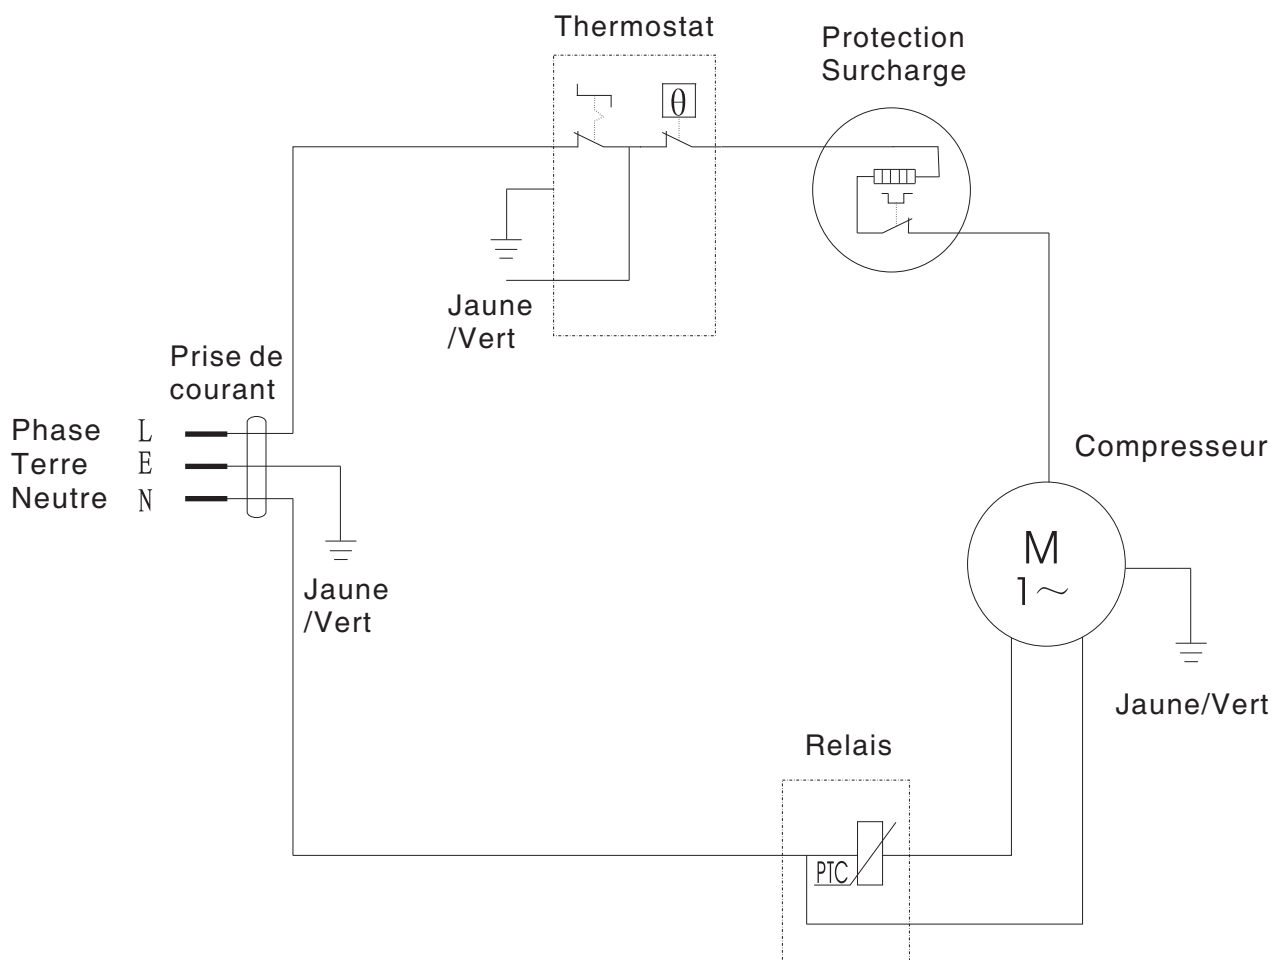 Thermostat
Protection
Surcharge
θ
Jaune
/Vert
Prise de
courant
Phase L
Terre E
Neutre N
Compresseur
M
1~
Jaune
/Vert
Jaune/Vert
Relais
PTC